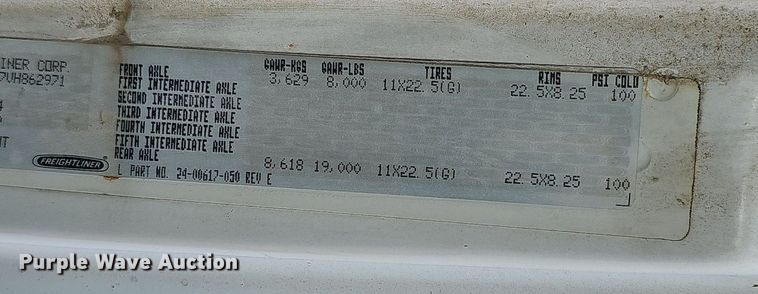 GAWR-KGS GAWR-LBS TIRES RIMS PSI COLD
LINER CORP. FRONT AXLE 3,629 8,000 11X22.5(G) 22.5X8.25 100
7VH862971 FIRST INTERMEDIATE AXLE
SECOND INTERMEDIATE AXLE
THIRD INTERMEDIATE AXLE
FOURTH INTERMEDIATE AXLE
FIFTH INTERMEDIATE AXLE
REAR AXLE 8,618 19,000 11X22.5(G) 22.5X8.25 100
FREIGHTLINER
L PART NO. 24-00617-050 REV E
Purple Wave Auction